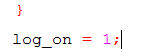 }
log_on = 1;